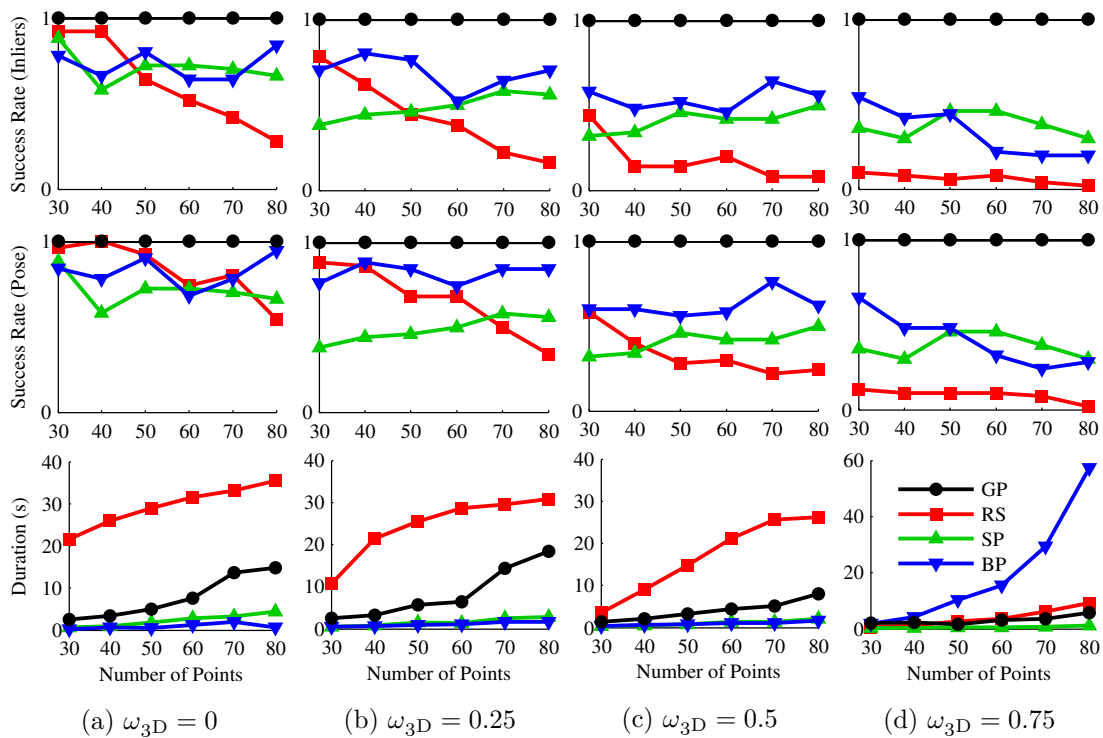 Success Rate (Inliers)
1
0
30 40 50 60 70 80
1
0
30 40 50 60 70 80
1
0
30 40 50 60 70 80
1
0
30 40 50 60 70 80
Success Rate (Pose)
1
0
30 40 50 60 70 80
1
0
30 40 50 60 70 80
1
0
30 40 50 60 70 80
1
0
30 40 50 60 70 80
Duration (s)
40
30
20
10
0
30 40 50 60 70 80
Number of Points
40
30
20
10
0
30 40 50 60 70 80
Number of Points
40
30
20
10
0
30 40 50 60 70 80
Number of Points
60
40
20
0
30 40 50 60 70 80
Number of Points
GP
RS
SP
BP
(a) ω3D = 0
(b) ω3D = 0.25
(c) ω3D = 0.5
(d) ω3D = 0.75